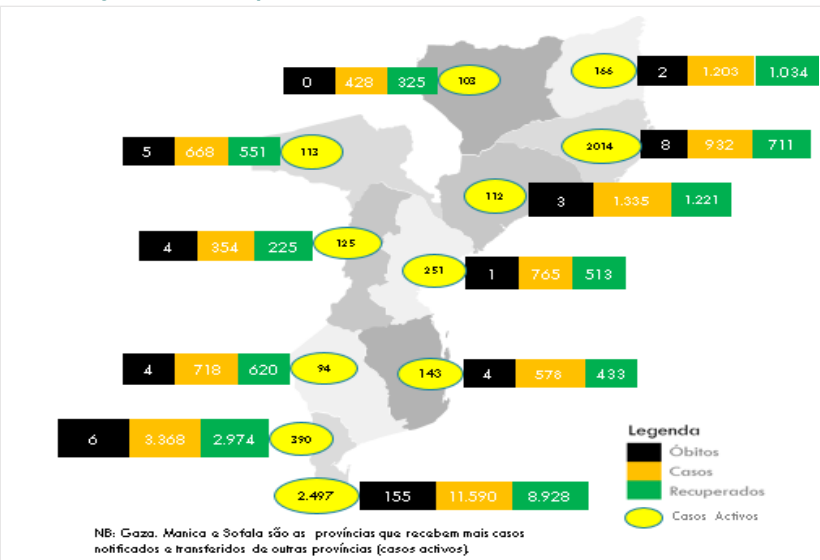 166 2 1.203 1.034
0 428 325 103
2014 8 932 711
5 668 551 113
112 3 1.335 1.221
4 354 225 125
251 1 765 513
4 718 620 94
143 4 578 433
6 3.368 2.974 390
2.497 155 11.590 8.928
Legenda
Óbitos
Casos
Recuperados
Casos Activos
NB: Gaza, Manica e Sofala são as províncias que recebem mais casos
notificados e transferidos de outras províncias (casos activos).